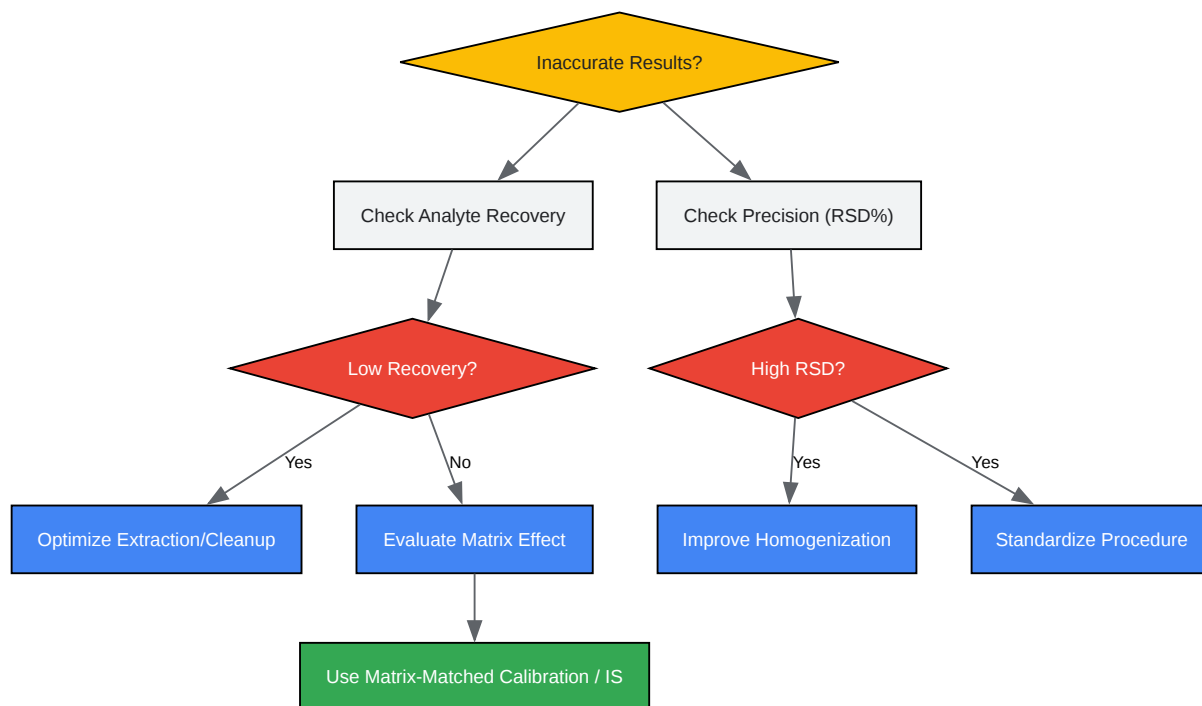 Inaccurate Results?
Check Analyte Recovery
Check Precision (RSD%)
Low Recovery?
High RSD?
Yes
No
Yes
Yes
Optimize Extraction/Cleanup
Evaluate Matrix Effect
Improve Homogenization
Standardize Procedure
Use Matrix-Matched Calibration / IS